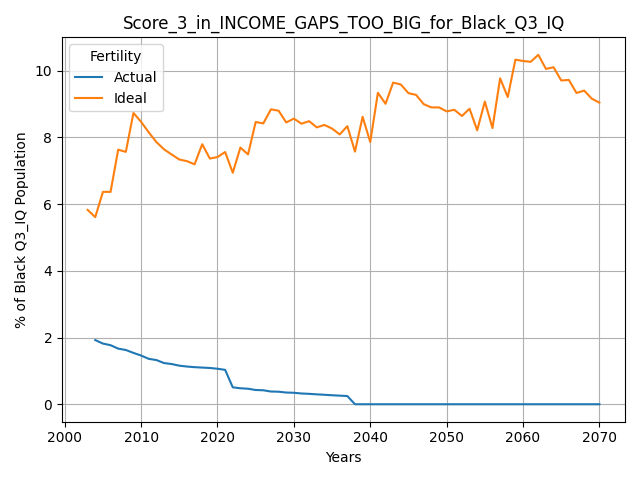 Score_3_in_INCOME_GAPS_TOO_BIG_for_Black_Q3_IQ
Fertility
Actual
Ideal
% of Black Q3_IQ Population
10
8
6
4
2
0
2000 2010 2020 2030 2040 2050 2060 2070
Years